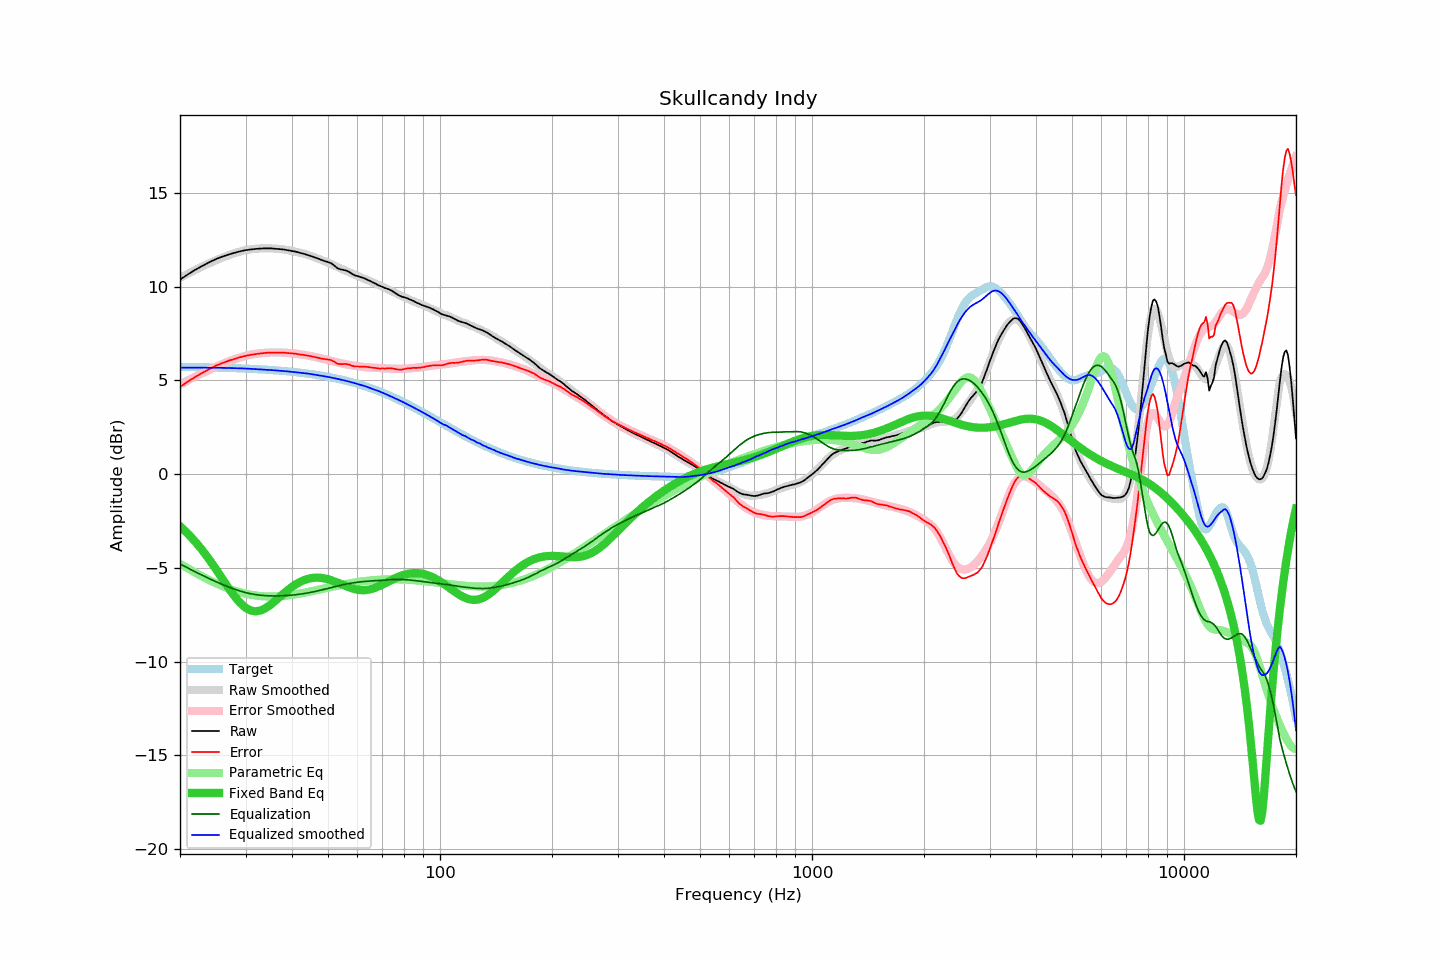 Skullcandy Indy
Amplitude (dBr)
15
10
5
0
−5
−10
−15
−20
Target
Raw Smoothed
Error Smoothed
Raw
Error
Parametric Eq
Fixed Band Eq
Equalization
Equalized smoothed
100
1000
10000
Frequency (Hz)